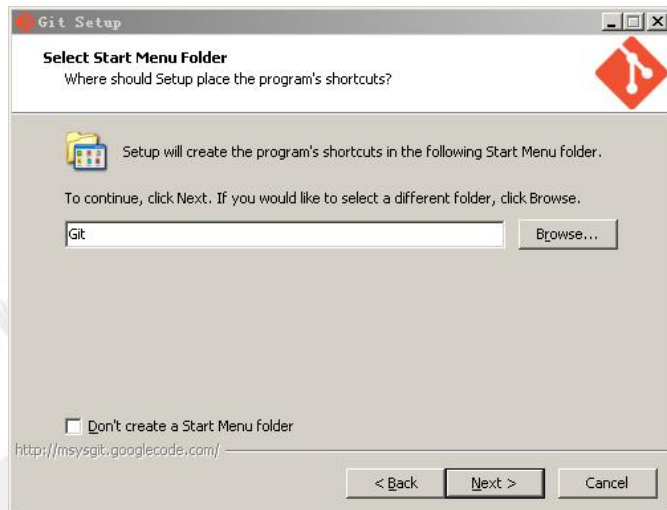 Git Setup
Select Start Menu Folder
Where should Setup place the program's shortcuts?
Setup will create the program's shortcuts in the following Start Menu folder.
To continue, click Next. If you would like to select a different folder, click Browse.
Git
Browse...
Don't create a Start Menu folder
http://msysgit.googlecode.com/
< Back
Next >
Cancel